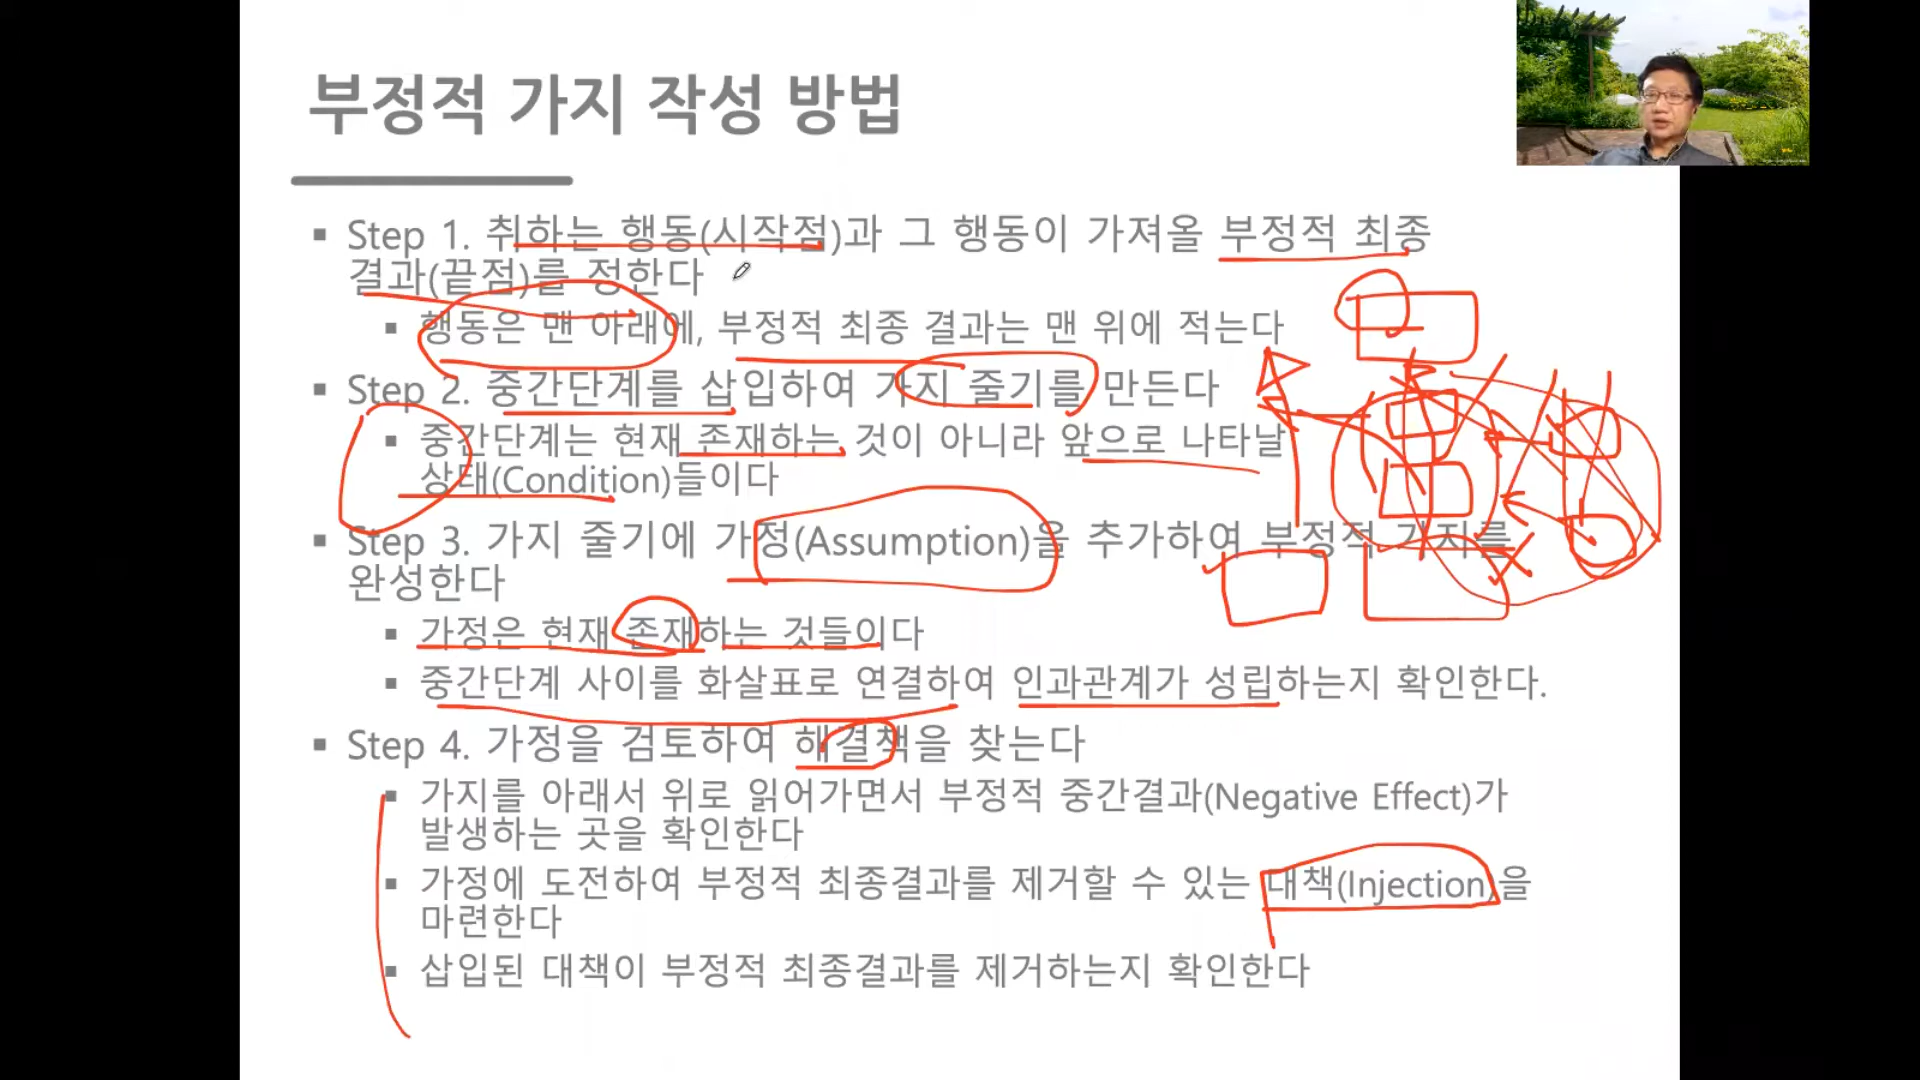 부정적 가지 작성 방법
▪ Step 1. 취하는 행동(시작점)과 그 행동이 가져올 부정적 최종
결과(끝점)를 정한다
▪ 행동은 맨 아래에, 부정적 최종 결과는 맨 위에 적는다
▪ Step 2. 중간단계를 삽입하여 가지 줄기를 만든다
▪ 중간단계는 현재 존재하는 것이 아니라 앞으로 나타날
상태(Condition)들이다
▪ Step 3. 가지 줄기에 가정(Assumption)을 추가하여 부정적 가지를
완성한다
▪ 가정은 현재 존재하는 것들이다
▪ 중간단계 사이를 화살표로 연결하여 인과관계가 성립하는지 확인한다.
▪ Step 4. 가정을 검토하여 해결책을 찾는다
▪ 가지를 아래서 위로 읽어가면서 부정적 중간결과(Negative Effect)가
발생하는 곳을 확인한다
▪ 가정에 도전하여 부정적 최종결과를 제거할 수 있는 대책(Injection)을
마련한다
▪ 삽입된 대책이 부정적 최종결과를 제거하는지 확인한다